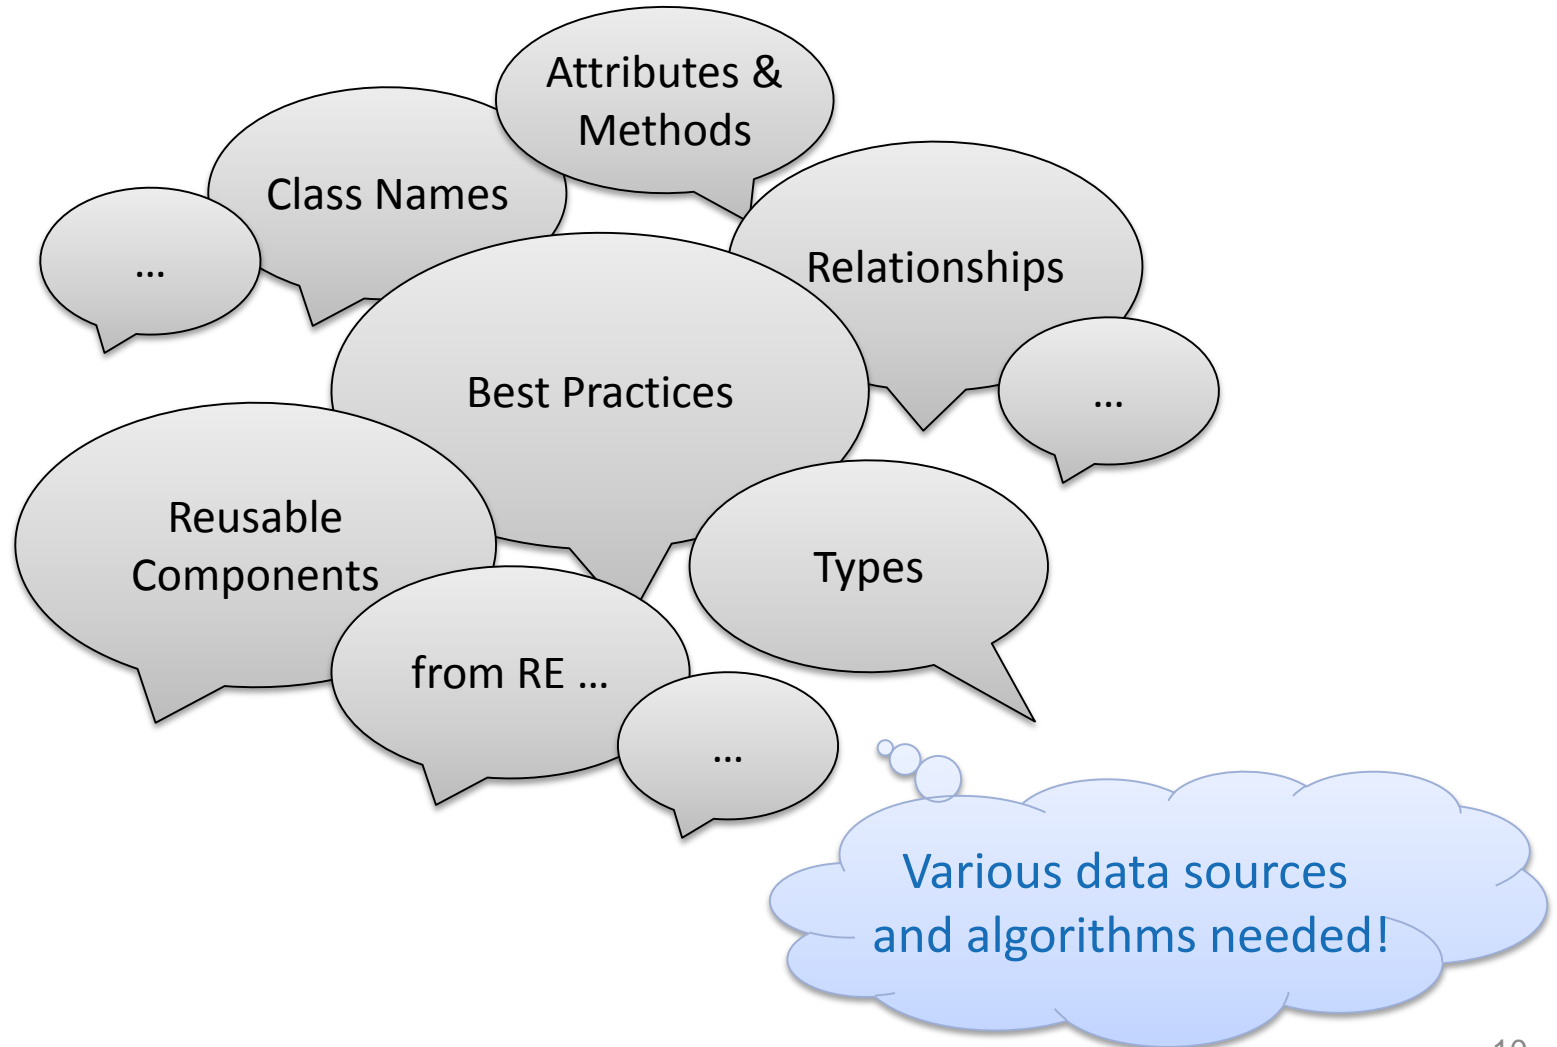 Attributes &
Methods
Class Names
...
Relationships
Best Practices
...
Reusable
Components
Types
from RE ...
...
Various data sources
and algorithms needed!